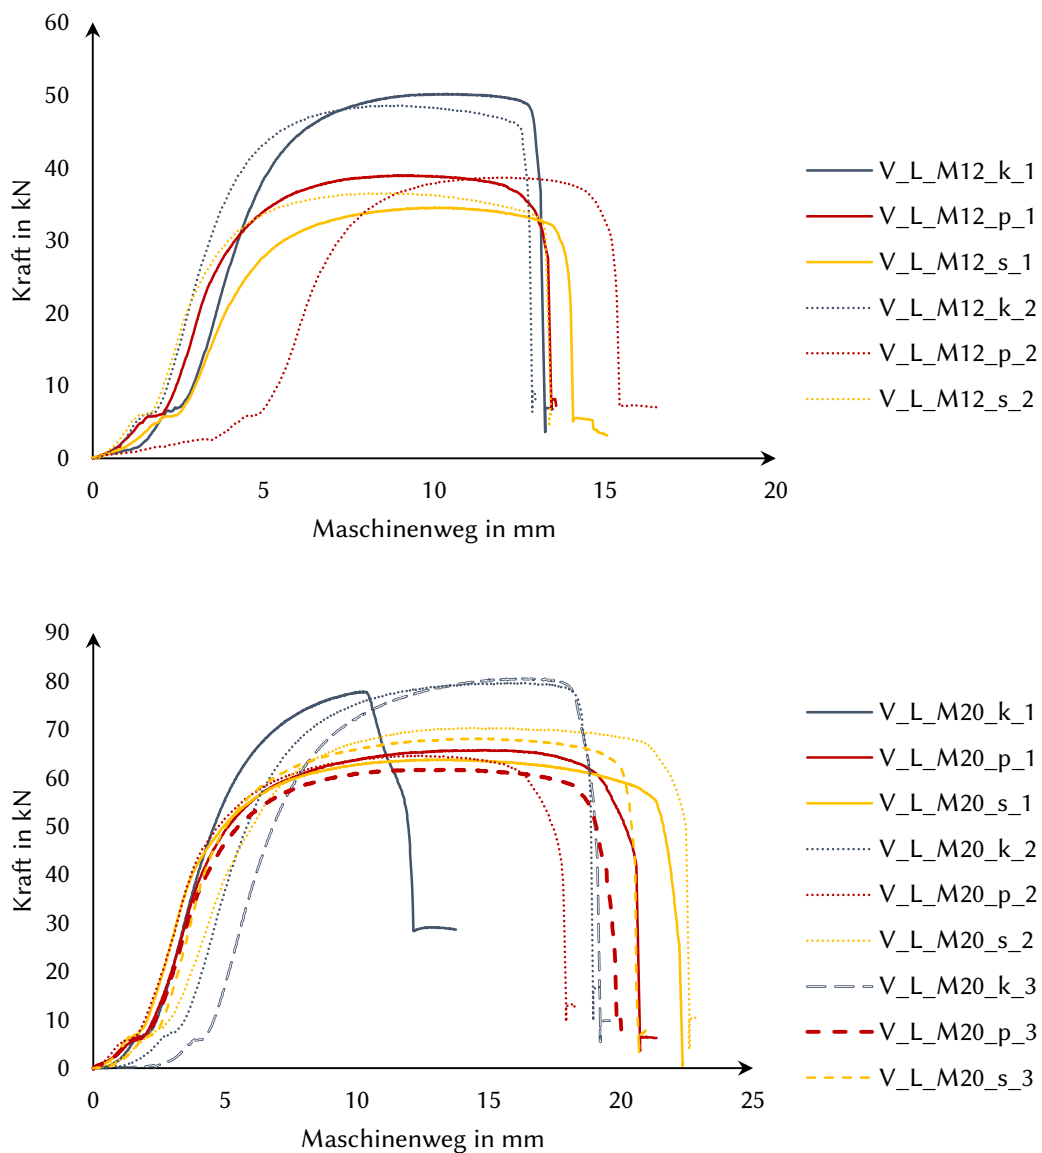 60
50
40
30
20
10
0
Kraft in kN
0 5 10 15 20
Maschinenweg in mm
V_L_M12_k_1
V_L_M12_p_1
V_L_M12_s_1
V_L_M12_k_2
V_L_M12_p_2
V_L_M12_s_2
90
80
70
60
50
40
30
20
10
0
Kraft in kN
0 5 10 15 20 25
Maschinenweg in mm
V_L_M20_k_1
V_L_M20_p_1
V_L_M20_s_1
V_L_M20_k_2
V_L_M20_p_2
V_L_M20_s_2
V_L_M20_k_3
V_L_M20_p_3
V_L_M20_s_3